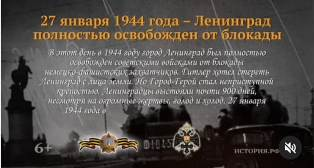 27 января 1944 года – Ленинград
полностью освобожден от блокады
В этот день в 1944 году город Ленинград был полностью
освобожден советскими войсками от блокады
немецко-фашистских захватчиков. Гитлер хотел стереть
Ленинград с лица земли. Но Город-Герой стал неприступной
крепостью. Ленинградцы выстояли почти 900 дней,
несмотря на огромные жертвы, голод и холод. 27 января
1944 года в
6+
ИСТОРИЯ.РФ